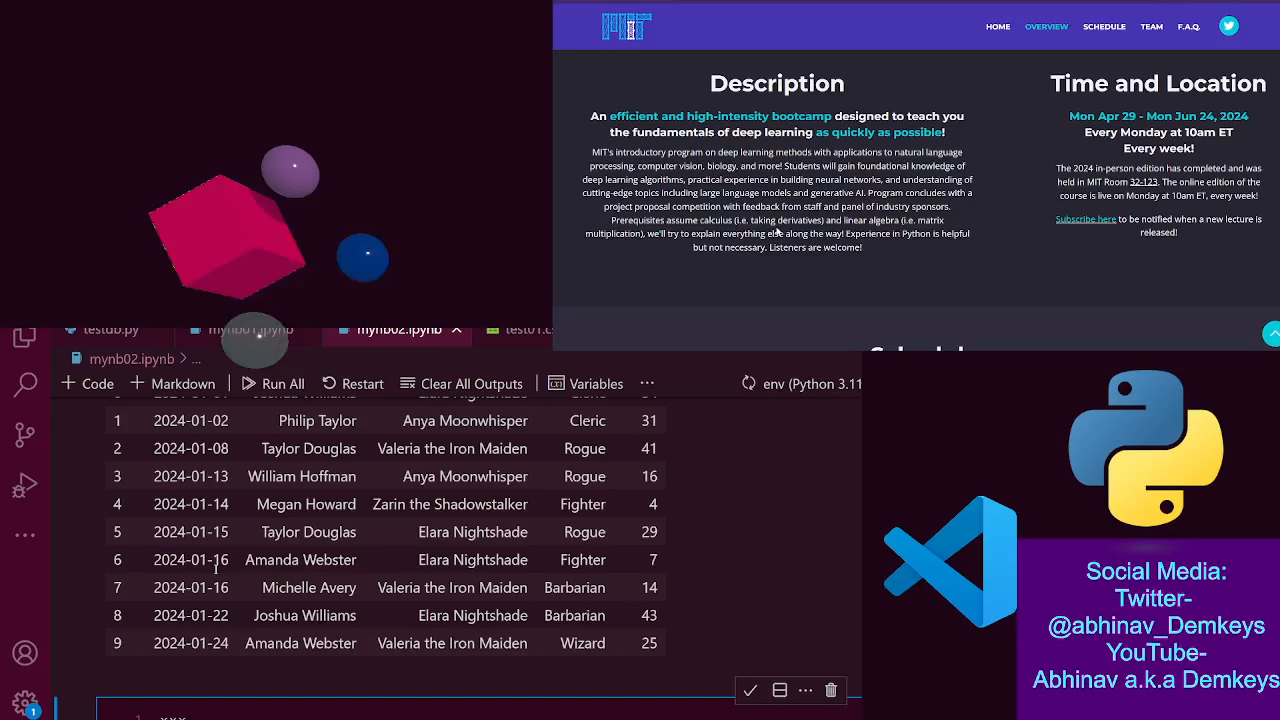 MIT
HOME OVERVIEW SCHEDULE TEAM F.A.Q.
Description
An efficient and high-intensity bootcamp designed to teach you
the fundamentals of deep learning as quickly as possible!
MIT's introductory program on deep learning methods with applications to natural language
processing, computer vision, biology, and more! Students will gain foundational knowledge of
deep learning algorithms, practical experience in building neural networks, and understanding of
cutting-edge topics including large language models and generative AI. Program concludes with a
project proposal competition with feedback from staff and panel of industry sponsors.
Prerequisites assume calculus (i.e. taking derivatives) and linear algebra (i.e. matrix
multiplication), we'll try to explain everything else along the way! Experience in Python is helpful
but not necessary. Listeners are welcome!
Time and Location
Mon Apr 29 - Mon Jun 24, 2024
Every Monday at 10am ET
Every week!
The 2024 in-person edition has completed and was
held in MIT Room 32-123. The online edition of the
course is live on Monday at 10am ET, every week!
Subscribe here to be notified when a new lecture is
released!
testdb.py mynb01.ipynb mynb02.ipynb test01.c
mynb02.ipynb > ...
+ Code + Markdown Run All Restart Clear All Outputs Variables ... env (Python 3.11
1 2024-01-02 Philip Taylor Anya Moonwhisper Cleric 31
2 2024-01-08 Taylor Douglas Valeria the Iron Maiden Rogue 41
3 2024-01-13 William Hoffman Anya Moonwhisper Rogue 16
4 2024-01-14 Megan Howard Zarin the Shadowstalker Fighter 4
5 2024-01-15 Taylor Douglas Elara Nightshade Rogue 29
6 2024-01-16 Amanda Webster Elara Nightshade Fighter 7
7 2024-01-16 Michelle Avery Valeria the Iron Maiden Barbarian 14
8 2024-01-22 Joshua Williams Elara Nightshade Barbarian 43
9 2024-01-24 Amanda Webster Valeria the Iron Maiden Wizard 25
1
Social Media:
Twitter-
@abhinav_Demkeys
YouTube-
Abhinav a.k.a Demkeys